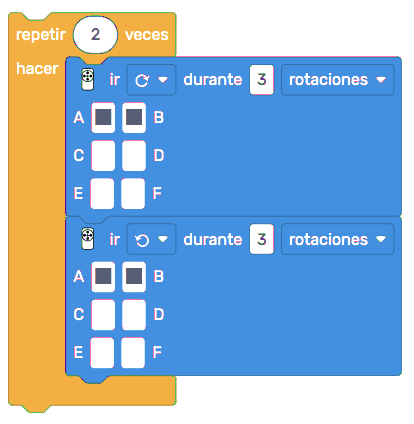 repetir 2 veces
hacer
ir durante 3 rotaciones
A B
C D
E F
ir durante 3 rotaciones
A B
C D
E F